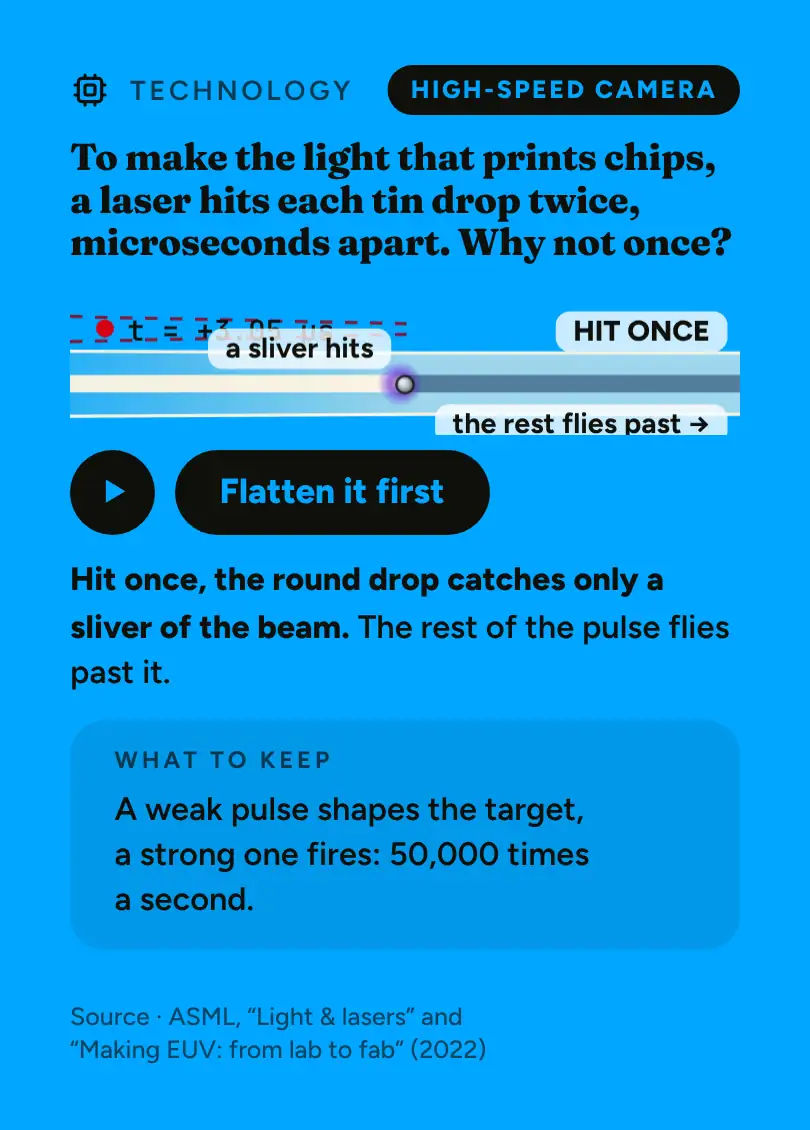 TECHNOLOGY
HIGH-SPEED CAMERA
To make the light that prints chips,
a laser hits each tin drop twice,
microseconds apart. Why not once?
t = +3.05 µs
HIT ONCE
a sliver hits
the rest flies past →
Flatten it first
Hit once, the round drop catches only a
sliver of the beam. The rest of the pulse flies
past it.
WHAT TO KEEP
A weak pulse shapes the target,
a strong one fires: 50,000 times
a second.
Source · ASML, “Light & lasers” and
“Making EUV: from lab to fab” (2022)